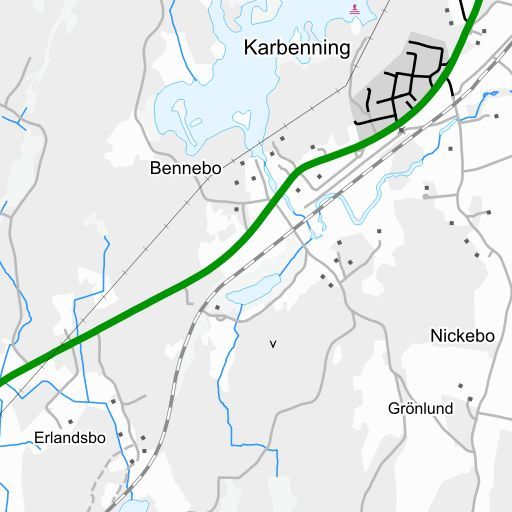 Karbenning
Bennebo
Nickebo
Grönlund
Erlandsbo